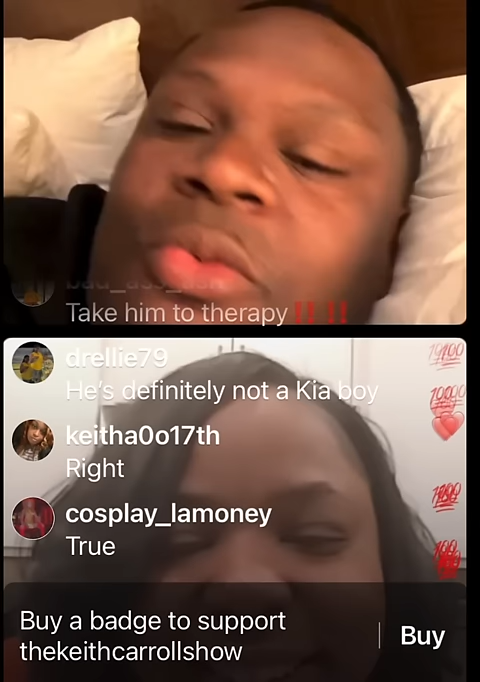 Take him to therapy‼️‼️
drellie79
He's definitely not a Kia boy
keitha0o17th
Right
cosplay_lamoney
True
Buy a badge to support
thekeithcarrollshow
Buy